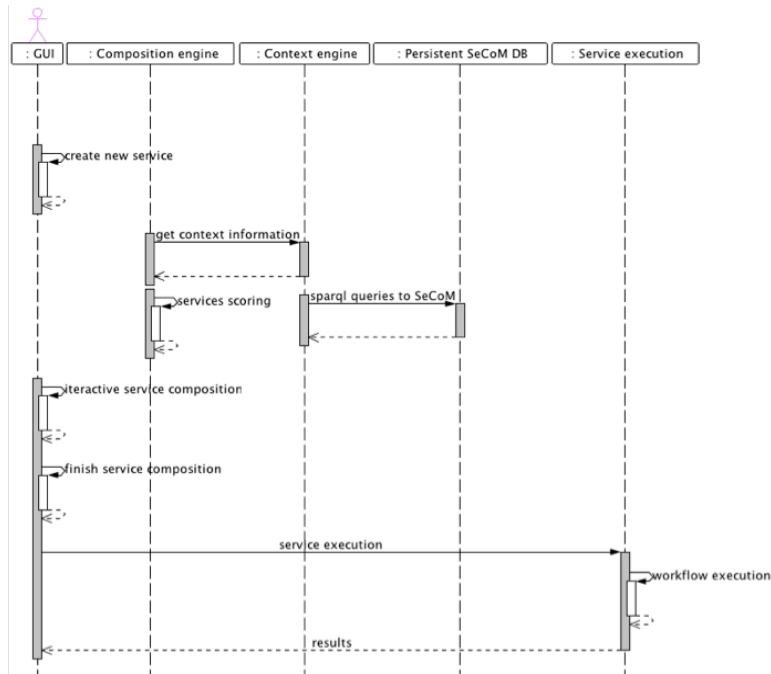 : GUI
: Composition engine
: Context engine
: Persistent SeCoM DB
: Service execution
create new service
get context information
services scoring
sparql queries to SeCoM
iteractive service composition
finish service composition
service execution
workflow execution
results